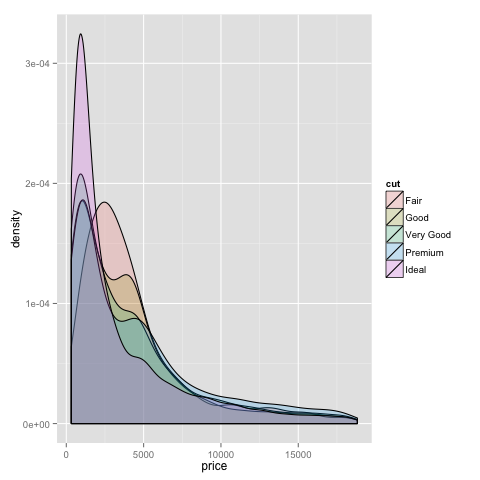 3e-04
2e-04
1e-04
0e+00
density
0
5000
10000
15000
price
cut
Fair
Good
Very Good
Premium
Ideal